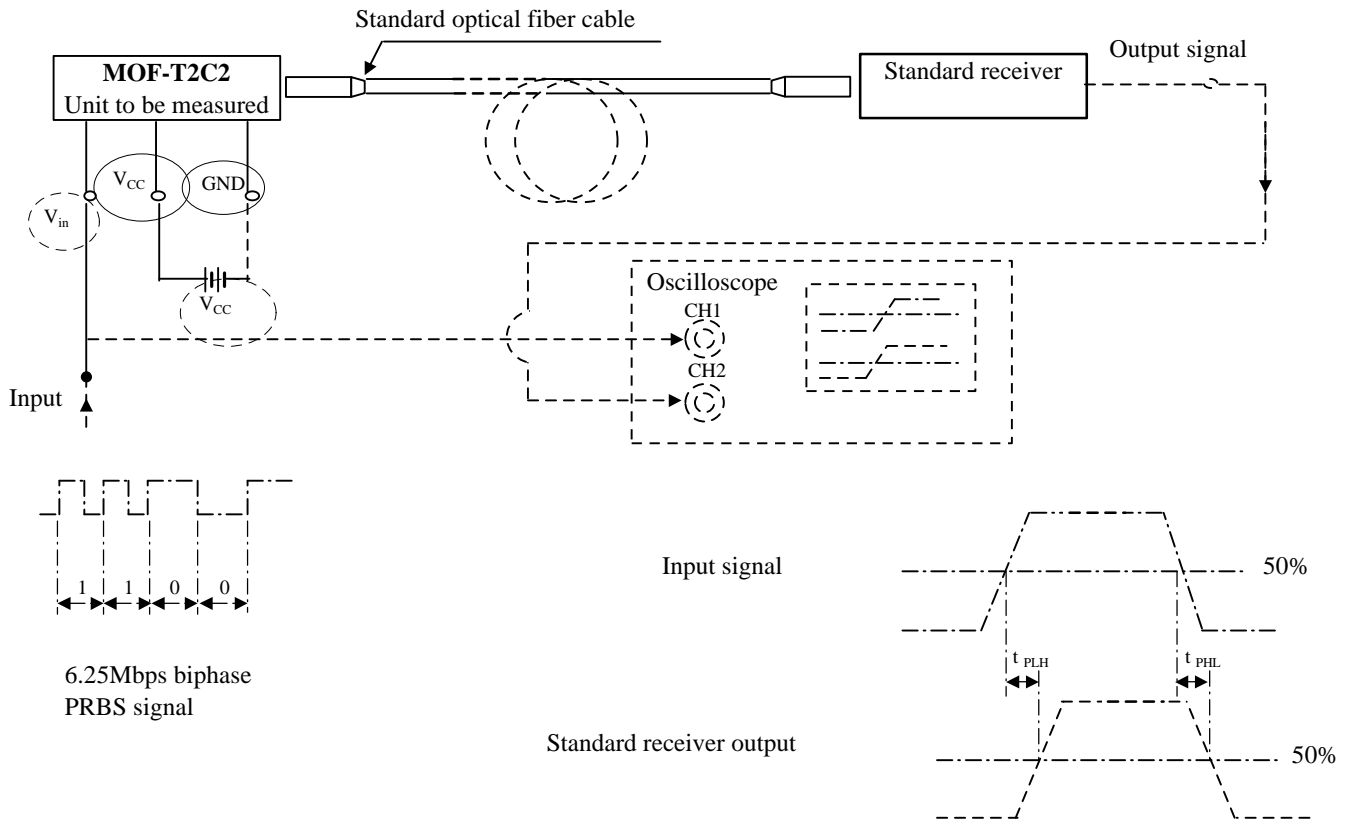 Standard optical fiber cable
MOF-T2C2
Unit to be measured
Standard receiver
Output signal
Vin
VCC
GND
VCC
Oscilloscope
CH1
CH2
Input
1 1 0 0
6.25Mbps biphase
PRBS signal
Input signal
50%
t PLH
t PHL
Standard receiver output
50%